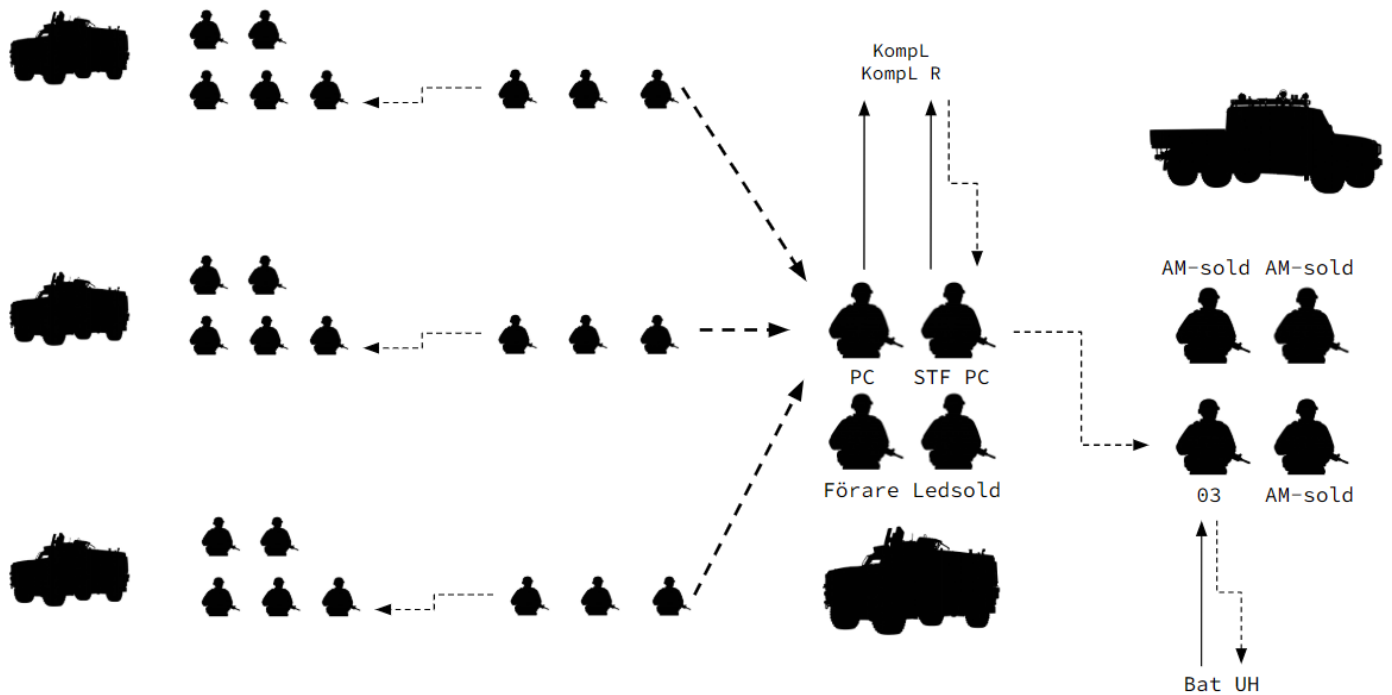 KompL
KompL R
AM-sold AM-sold
PC STF PC
Förare Ledsold
03 AM-sold
Bat UH